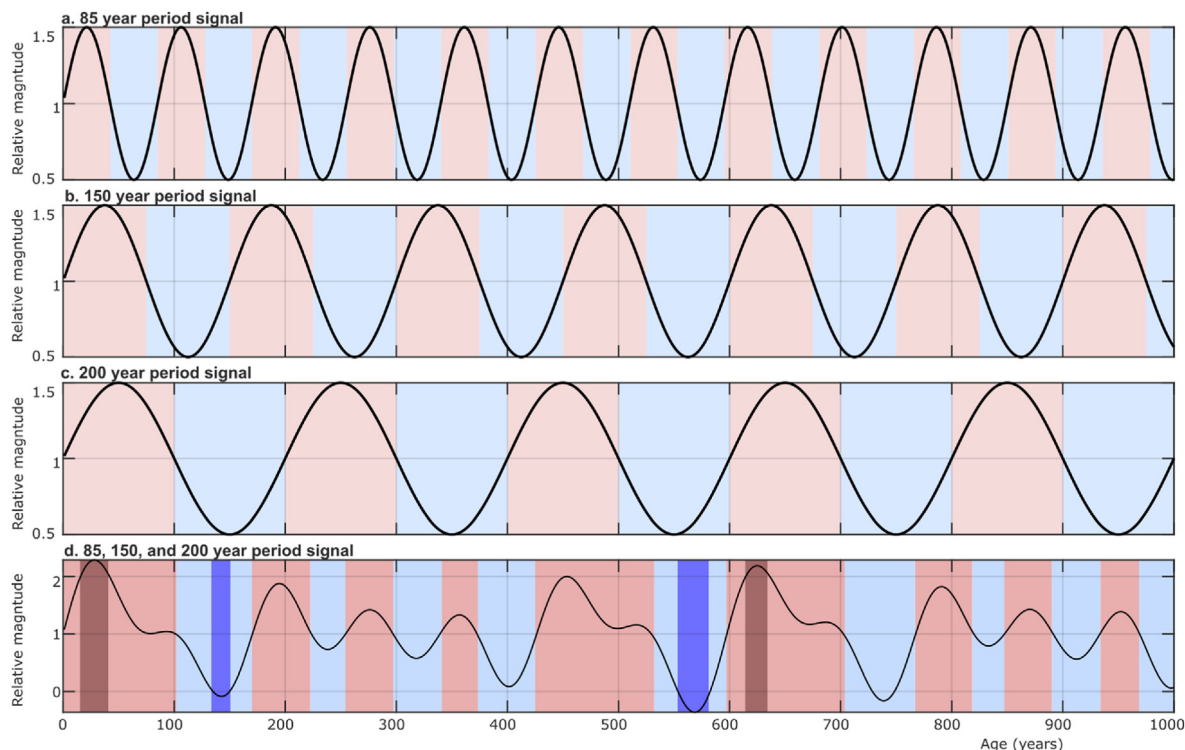 a. 85 year period signal
Relative magntude
1.5
1
0.5
b. 150 year period signal
Relative magntude
1.5
1
0.5
c. 200 year period signal
Relative magntude
1.5
1
0.5
d. 85, 150, and 200 year period signal
Relative magntude
2
1
0
0 100 200 300 400 500 600 700 800 900 1000
Age (years)